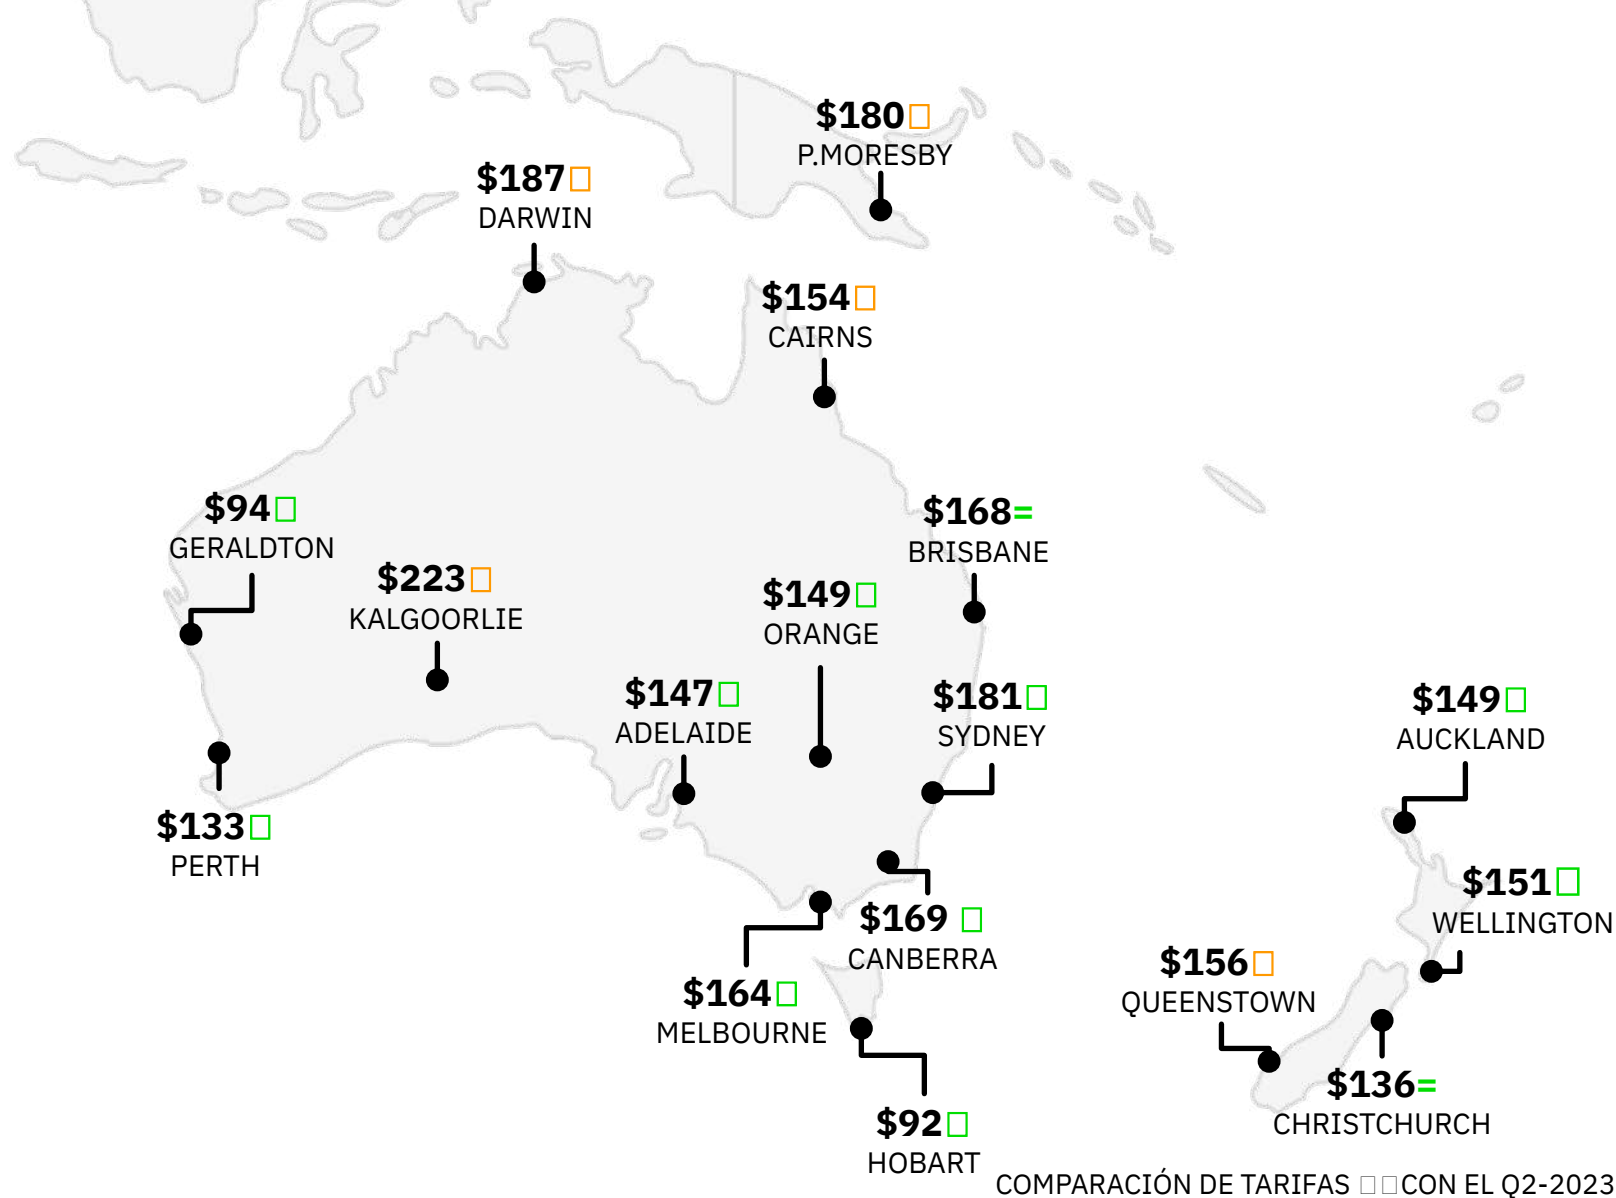 $180
P.MORESBY
$187
DARWIN
$154
CAIRNS
$94
GERALDTON
$168=
BRISBANE
$223
KALGOORLIE
$149
ORANGE
$147
ADELAIDE
$181
SYDNEY
$149
AUCKLAND
$133
PERTH
$151
WELLINGTON
$169
CANBERRA
$156
QUEENSTOWN
$164
MELBOURNE
$136=
CHRISTCHURCH
$92
HOBART
COMPARACIÓN DE TARIFAS CON EL Q2-2023